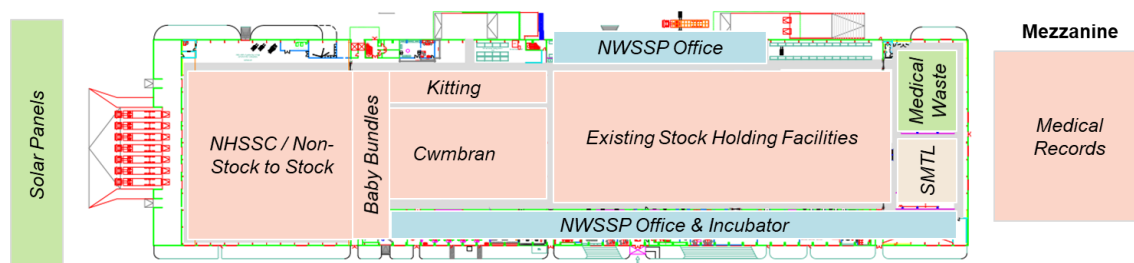 Solar Panels
NHSSC / Non-
Stock to Stock
Baby Bundles
Kitting
Cwmbran
NWSSP Office
Existing Stock Holding Facilities
NWSSP Office & Incubator
Medical
Waste
SMTL
Mezzanine
Medical
Records